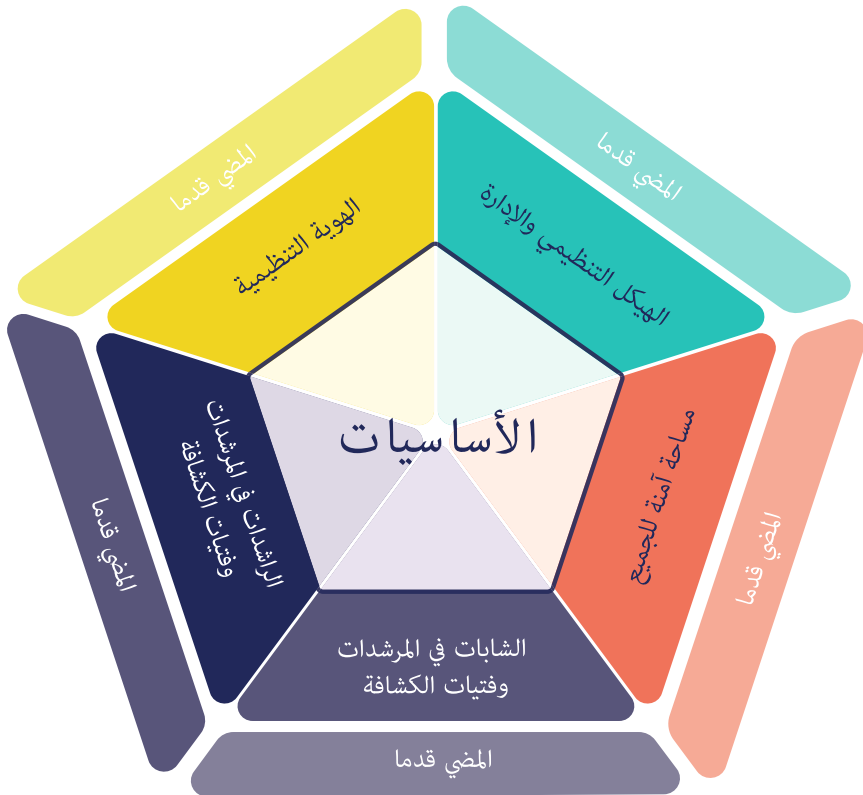 المضي قدما
المضي قدما
الهوية التنظيمية
الهيكل التنظيمي والإدارة
الأساسيات
الراشدات في المرشدات
وفتيات الكشافة
مساحة آمنة للجميع
المضي قدما
المضي قدما
الشابات في المرشدات
وفتيات الكشافة
المضي قدما